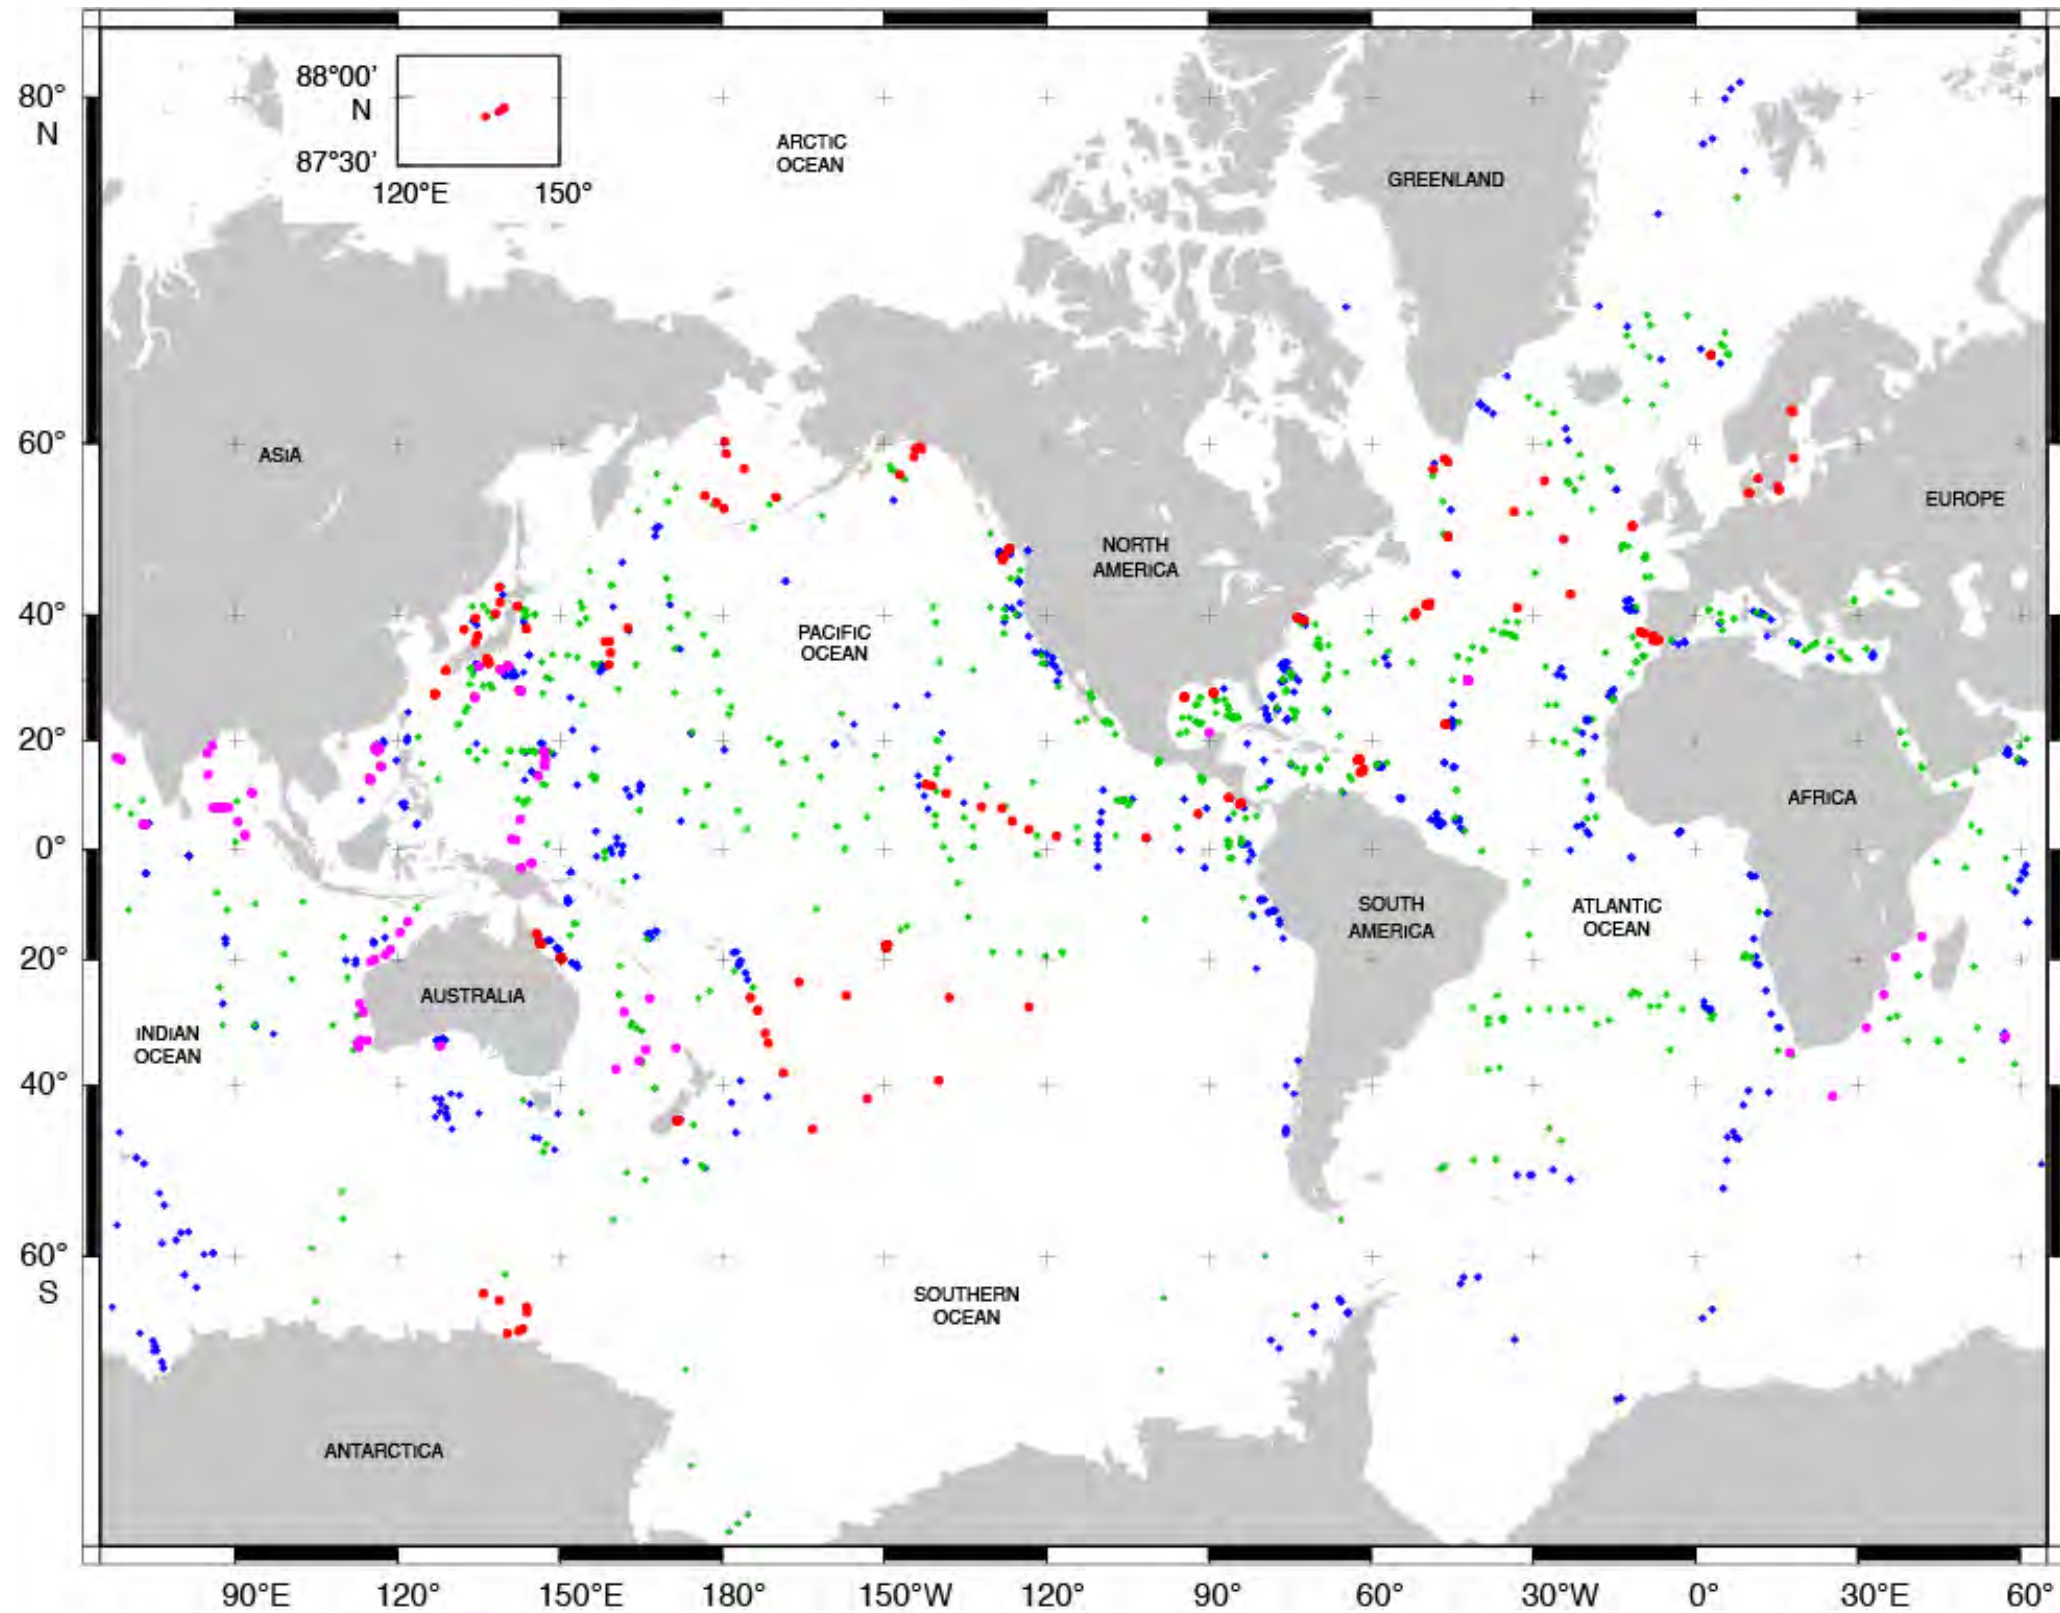 88°00'
80°
N
N
87°30'
120°E 150°
ARCTIC
OCEAN
GREENLAND
60°
ASIA
EUROPE
NORTH
AMERICA
40°
PACIFIC
OCEAN
20°
AFRICA
0°
SOUTH
AMERICA
ATLANTIC
OCEAN
20°
AUSTRALIA
INDIAN
OCEAN
40°
60°
S
SOUTHERN
OCEAN
ANTARCTICA
90°E 120° 150°E 180° 150°W 120° 90° 60° 30°W 0° 30°E 60°